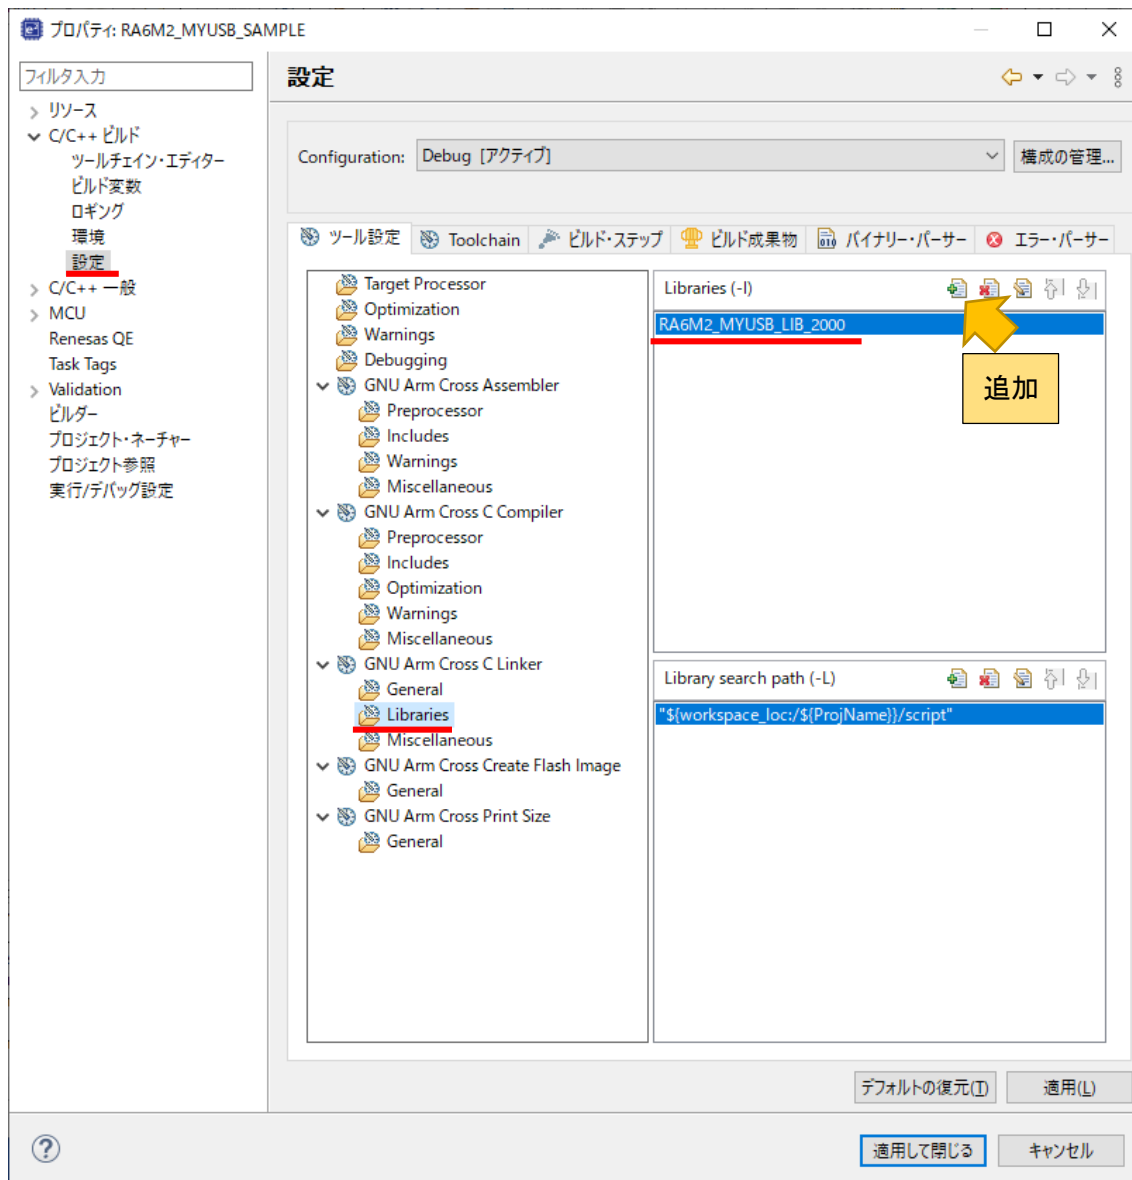 プロパティ: RA6M2_MYUSB_SAMPLE
フィルタ入力
リソース
C/C++ ビルド
ツールチェイン・エディター
ビルド変数
ロギング
環境
設定
C/C++ 一般
MCU
Renesas QE
Task Tags
Validation
ビルダー
プロジェクト・ネーチャー
プロジェクト参照
実行/デバッグ設定
設定
Configuration:
Debug [アクティブ]
構成の管理...
ツール設定
Toolchain
ビルド・ステップ
ビルド成果物
バイナリー・パーサー
エラー・パーサー
Target Processor
Optimization
Warnings
Debugging
GNU Arm Cross Assembler
Preprocessor
Includes
Warnings
Miscellaneous
GNU Arm Cross C Compiler
Preprocessor
Includes
Optimization
Warnings
Miscellaneous
GNU Arm Cross C Linker
General
Libraries
Miscellaneous
GNU Arm Cross Create Flash Image
General
GNU Arm Cross Print Size
General
Libraries (-l)
RA6M2_MYUSB_LIB_2000
追加
Library search path (-L)
"${workspace_loc:/${ProjName}}/script"
デフォルトの復元(T)
適用(L)
適用して閉じる
キャンセル